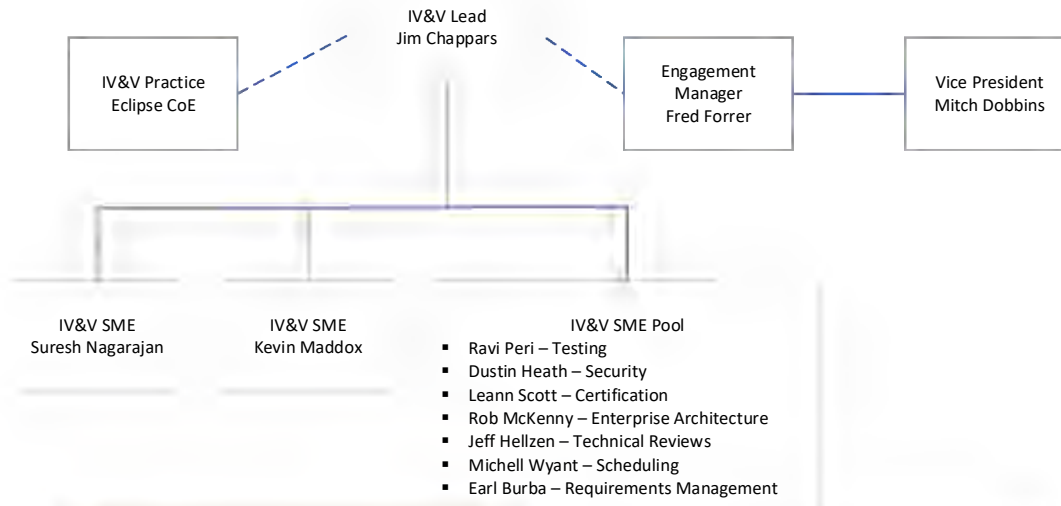 IV&V Lead
Jim Chappars
IV&V Practice
Eclipse CoE
Engagement
Manager
Fred Forrer
Vice President
Mitch Dobbins
IV&V SME
Suresh Nagarajan
IV&V SME
Kevin Maddox
IV&V SME Pool
▪ Ravi Peri – Testing
▪ Dustin Heath – Security
▪ Leann Scott – Certification
▪ Rob McKenny – Enterprise Architecture
▪ Jeff Hellzen – Technical Reviews
▪ Michell Wyant – Scheduling
▪ Earl Burba – Requirements Management